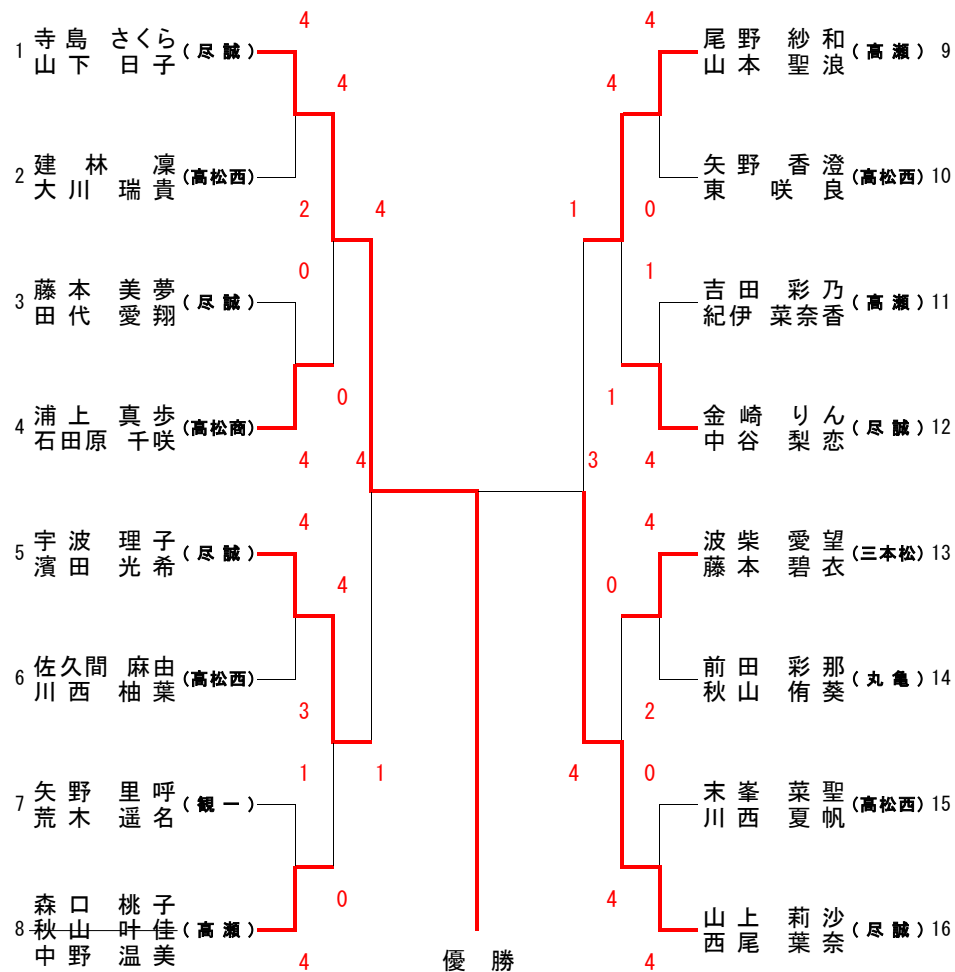 4
1 寺島 さくら (尽誠)
山下 日子
4
2 建林 凜 (高松西)
大川 瑞貴
2
4
0
3 藤本 美夢 (尽誠)
田代 愛翔
0
4 浦上 真歩 (高松商)
石田原 千咲
4
4
4
5 宇波 理子 (尽誠)
濱田 光希
4
6 佐久間 麻由 (高松西)
川西 柚葉
3
1
1
7 矢野 里呼 (観一)
荒木 遥名
0
森口 桃子
8 秋山 叶佳 (高瀬)
中野 温美
4
優勝
4
尾野 紗和 (高瀬) 9
山本 聖浪
4
矢野 香澄 (高松西) 10
東 咲良
1
0
1
吉田 彩乃 (高瀬) 11
紀伊 菜奈香
1
金崎 りん (尽誠) 12
中谷 梨恋
3
4
4
波柴 愛望 (三本松) 13
藤本 碧衣
0
前田 彩那 (丸亀) 14
秋山 侑葵
2
4
0
末峯 菜聖 (高松西) 15
川西 夏帆
4
山上 莉沙 (尽誠) 16
西尾 葉奈
4